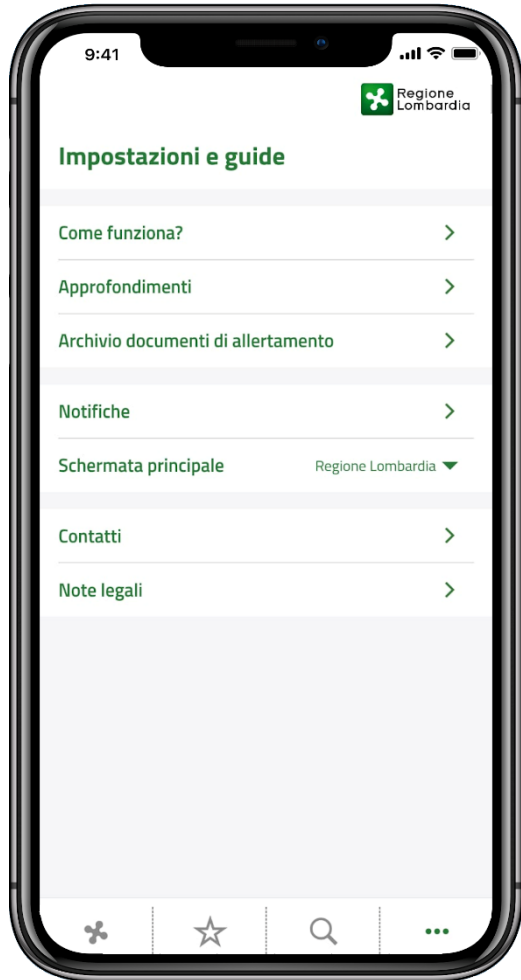 9:41
Regione
Lombardia
Impostazioni e guide
Come funziona?
Approfondimenti
Archivio documenti di allertamento
Notifiche
Schermata principale Regione Lombardia
Contatti
Note legali